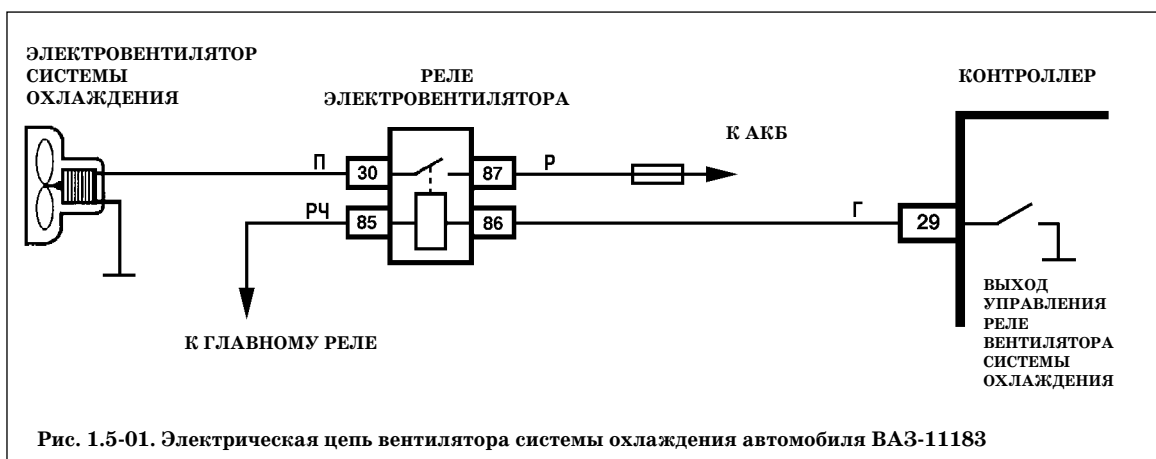 ЭЛЕКТРОВЕНТИЛЯТОР
СИСТЕМЫ
ОХЛАЖДЕНИЯ
РЕЛЕ
ЭЛЕКТРОВЕНТИЛЯТОРА
КОНТРОЛЛЕР
К АКБ
П
30
87
Р
РЧ
85
86
Г
29
К ГЛАВНОМУ РЕЛЕ
ВЫХОД
УПРАВЛЕНИЯ
РЕЛЕ
ВЕНТИЛЯТОРА
СИСТЕМЫ
ОХЛАЖДЕНИЯ
Рис. 1.5-01. Электрическая цепь вентилятора системы охлаждения автомобиля ВАЗ-11183